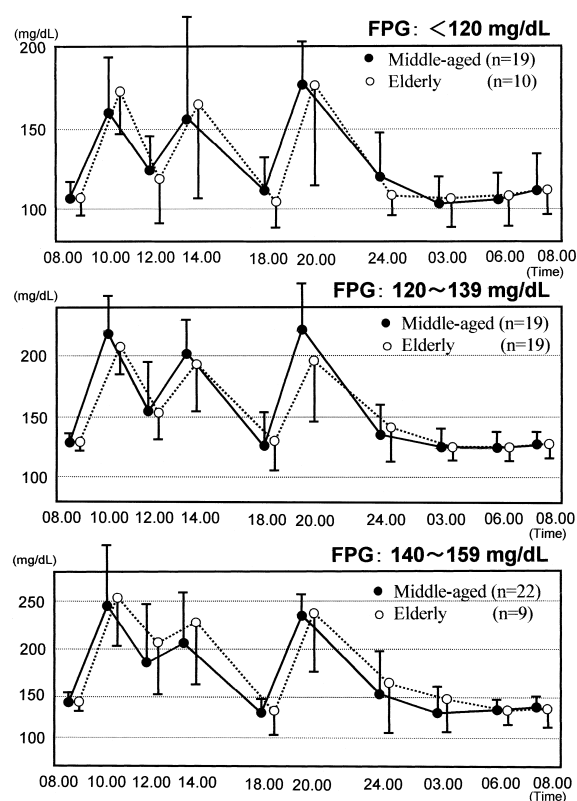 FPG: <120 mg/dL
(mg/dL)
Middle-aged (n=19)
Elderly (n=10)
200
150
100
08.00 10.00 12.00 14.00 18.00 20.00 24.00 03.00 06.00 08.00
(Time)
FPG: 120～139 mg/dL
(mg/dL)
Middle-aged (n=19)
Elderly (n=19)
200
150
100
08.00 10.00 12.00 14.00 18.00 20.00 24.00 03.00 06.00 08.00
(Time)
FPG: 140～159 mg/dL
(mg/dL)
Middle-aged (n=22)
Elderly (n=9)
250
200
150
100
08.00 10.00 12.00 14.00 18.00 20.00 24.00 03.00 06.00 08.00
(Time)